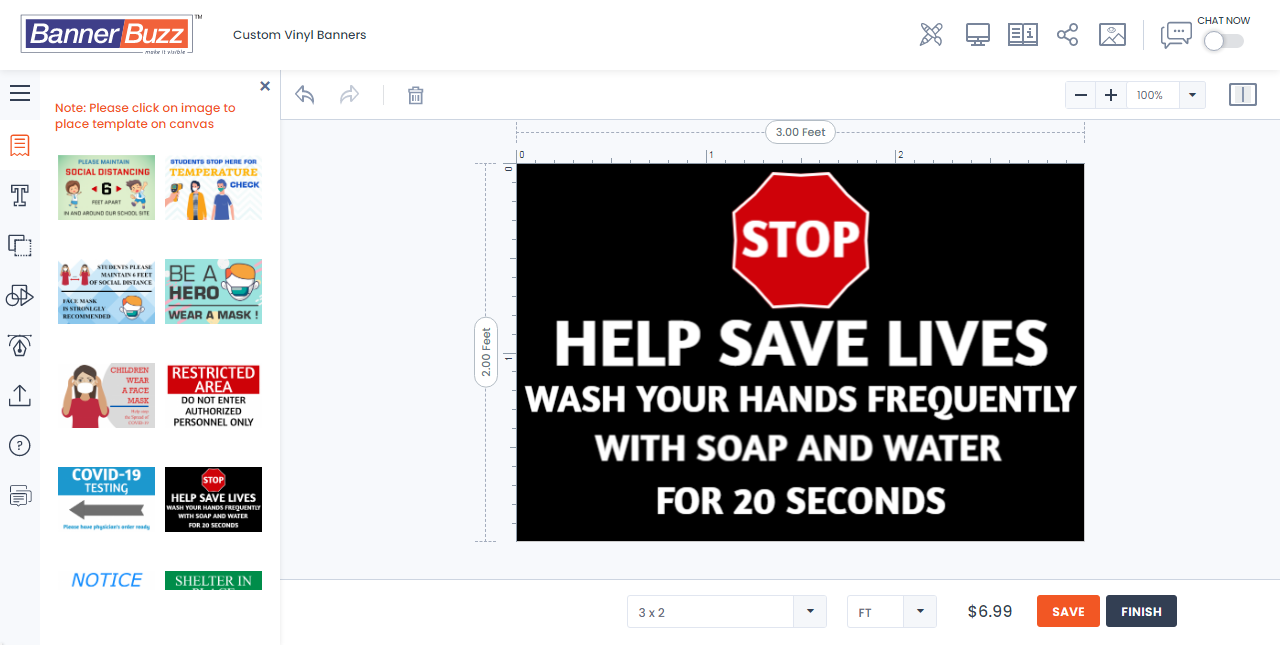 BannerBuzz
TM
make it visible
Custom Vinyl Banners
CHAT NOW
Note: Please click on image to
place template on canvas
PLEASE MAINTAIN
SOCIAL DISTANCING
6
FEET APART
IN AND AROUND OUR SCHOOL SITE
STUDENTS STOP HERE FOR
TEMPERATURE
CHECK
STUDENTS PLEASE
MAINTAIN 6 FEET
OF SOCIAL DISTANCE
FACE MASK
IS STRONLGLY
RECOMMENDED
BE A
HERO
WEAR A MASK !
CHILDREN
WEAR
A FACE
MASK
RESTRICTED
AREA
DO NOT ENTER
AUTHORIZED
PERSONNEL ONLY
COVID-19
TESTING
Please have physician's order ready
STOP
HELP SAVE LIVES
WASH YOUR HANDS FREQUENTLY
WITH SOAP AND WATER
FOR 20 SECONDS
NOTICE
SHELTER IN
PLACE
100%
3.00 Feet
0 1 2
0
1
2.00 Feet
STOP
HELP SAVE LIVES
WASH YOUR HANDS FREQUENTLY
WITH SOAP AND WATER
FOR 20 SECONDS
3 x 2
FT
$6.99
SAVE
FINISH